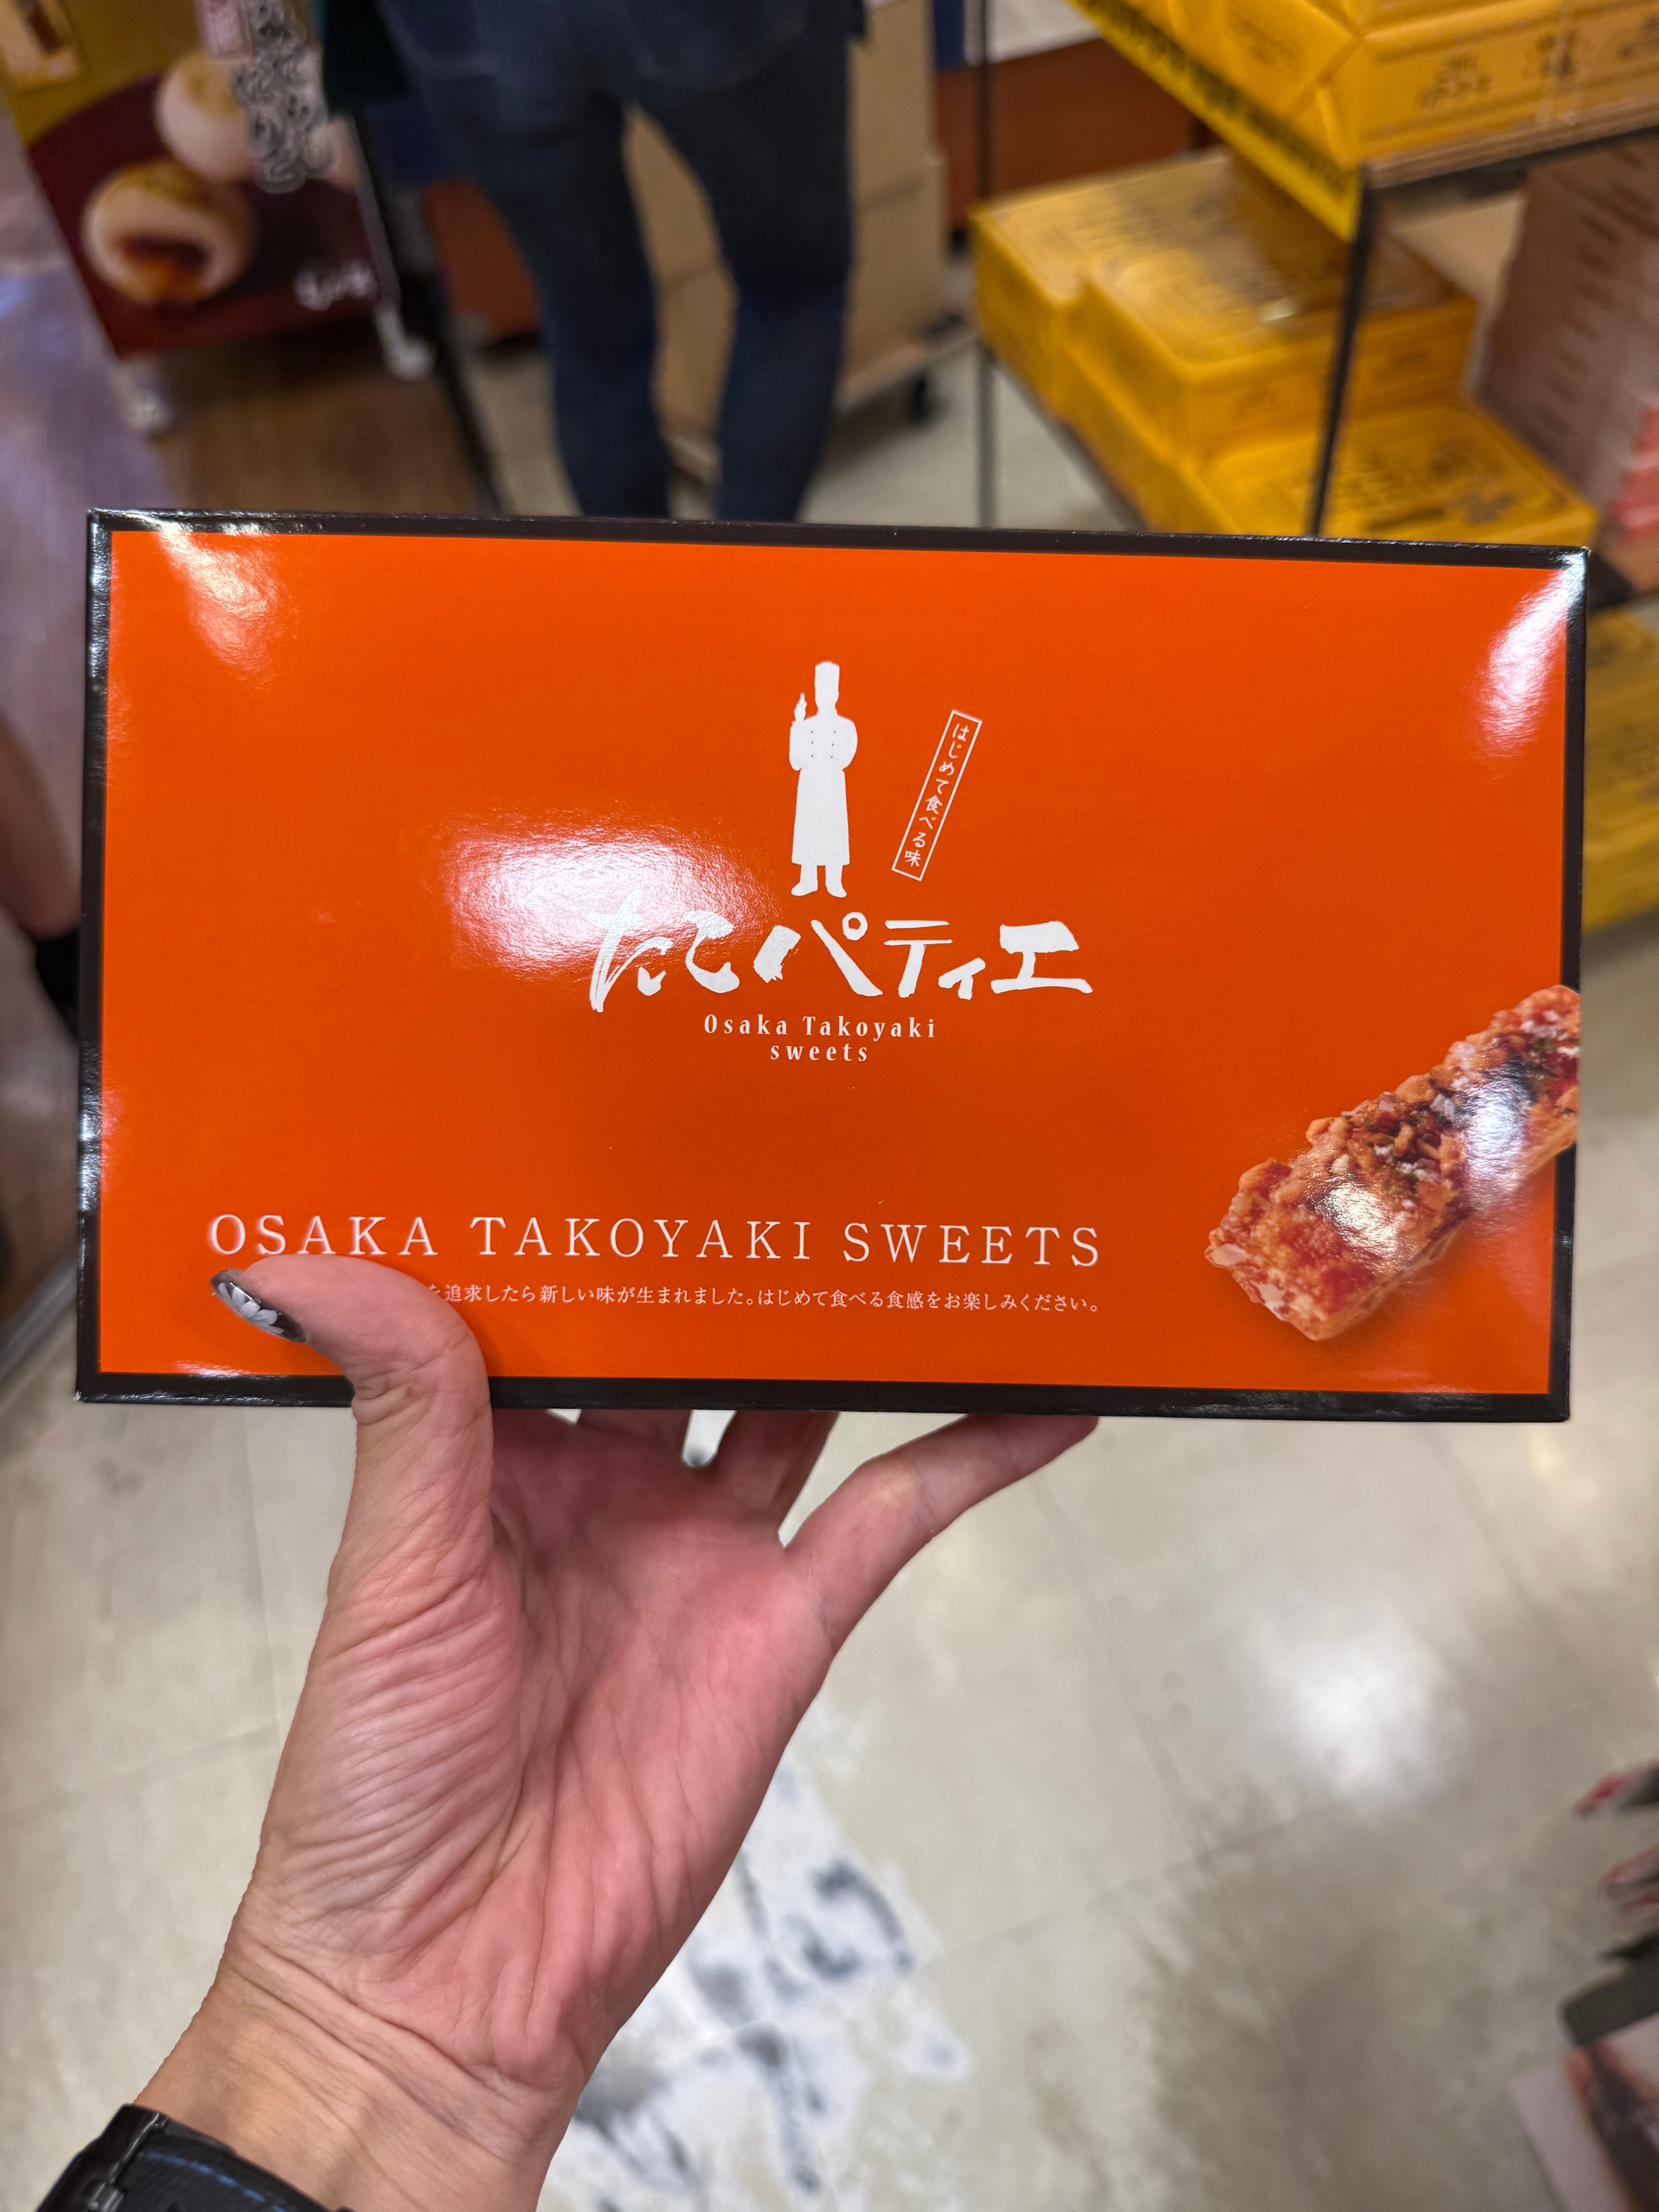 はじめて食べる味
たこパティエ
Osaka Takoyaki
sweets
OSAKA TAKOYAKI SWEETS
を追求したら新しい味が生まれました。はじめて食べる食感をお楽しみください。